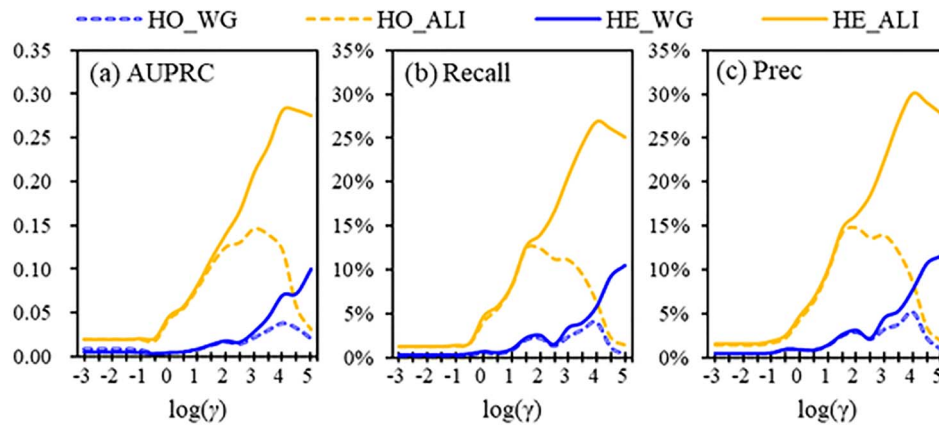 HO_WG HO_ALI HE_WG HE_ALI
0.35 35% 35%
(a) AUPRC (b) Recall (c) Prec
0.30 30% 30%
0.25 25% 25%
0.20 20% 20%
0.15 15% 15%
0.10 10% 10%
0.05 5% 5%
0.00 0% 0%
-3 -2 -1 0 1 2 3 4 5 -3 -2 -1 0 1 2 3 4 5 -3 -2 -1 0 1 2 3 4 5
log(γ) log(γ) log(γ)